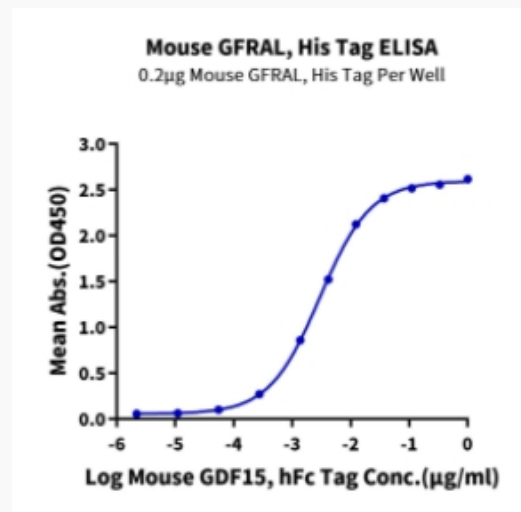 Mouse GFRAL, His Tag ELISA
0.2μg Mouse GFRAL, His Tag Per Well
Mean Abs.(OD450)
3.0
2.5
2.0
1.5
1.0
0.5
0.0
-6 -5 -4 -3 -2 -1 0
Log Mouse GDF15, hFc Tag Conc.(μg/ml)